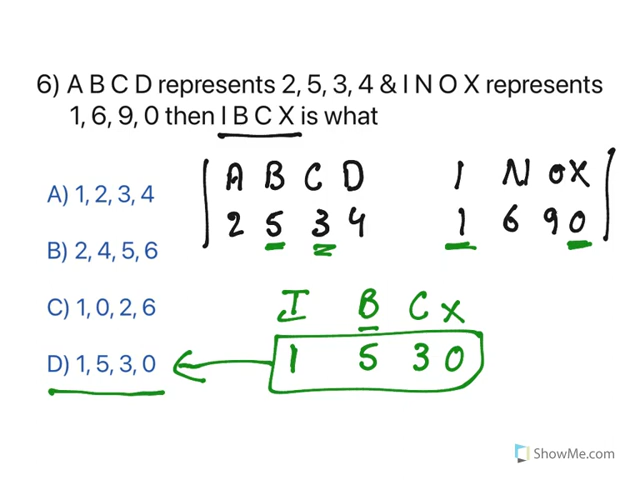 6) A B C D represents 2, 5, 3, 4 & I N O X represents
1, 6, 9, 0 then I B C X is what
A B C D I N O X
A) 1, 2, 3, 4
2 5 3 4 1 6 9 0
B) 2, 4, 5, 6
I B C X
C) 1, 0, 2, 6
1 5 3 0
D) 1, 5, 3, 0
ShowMe.com